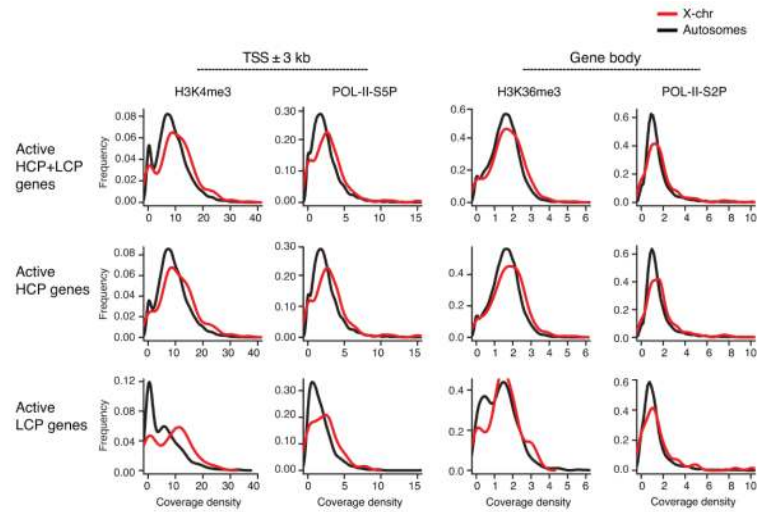 X-chr
Autosomes
TSS ± 3 kb
Gene body
H3K4me3
POL-II-S5P
H3K36me3
POL-II-S2P
Active
HCP+LCP
genes
Frequency
0.08
0.06
0.04
0.02
0.00
0 10 20 30 40
0.30
0.20
0.10
0.00
0 5 10 15
0.6
0.4
0.2
0.0
0 1 2 3 4 5 6
0.6
0.4
0.2
0.0
0 2 4 6 8 10
Active
HCP genes
Frequency
0.08
0.06
0.04
0.02
0.00
0 10 20 30 40
0.30
0.20
0.10
0.00
0 5 10 15
0.4
0.2
0.0
0 1 2 3 4 5 6
0.6
0.4
0.2
0.0
0 2 4 6 8 10
Active
LCP genes
Frequency
0.12
0.08
0.04
0.00
0 10 20 30 40
Coverage density
0.30
0.20
0.10
0.00
0 5 10 15
Coverage density
0.4
0.2
0.0
0 1 2 3 4 5 6
Coverage density
0.6
0.4
0.2
0.0
0 2 4 6 8 10
Coverage density